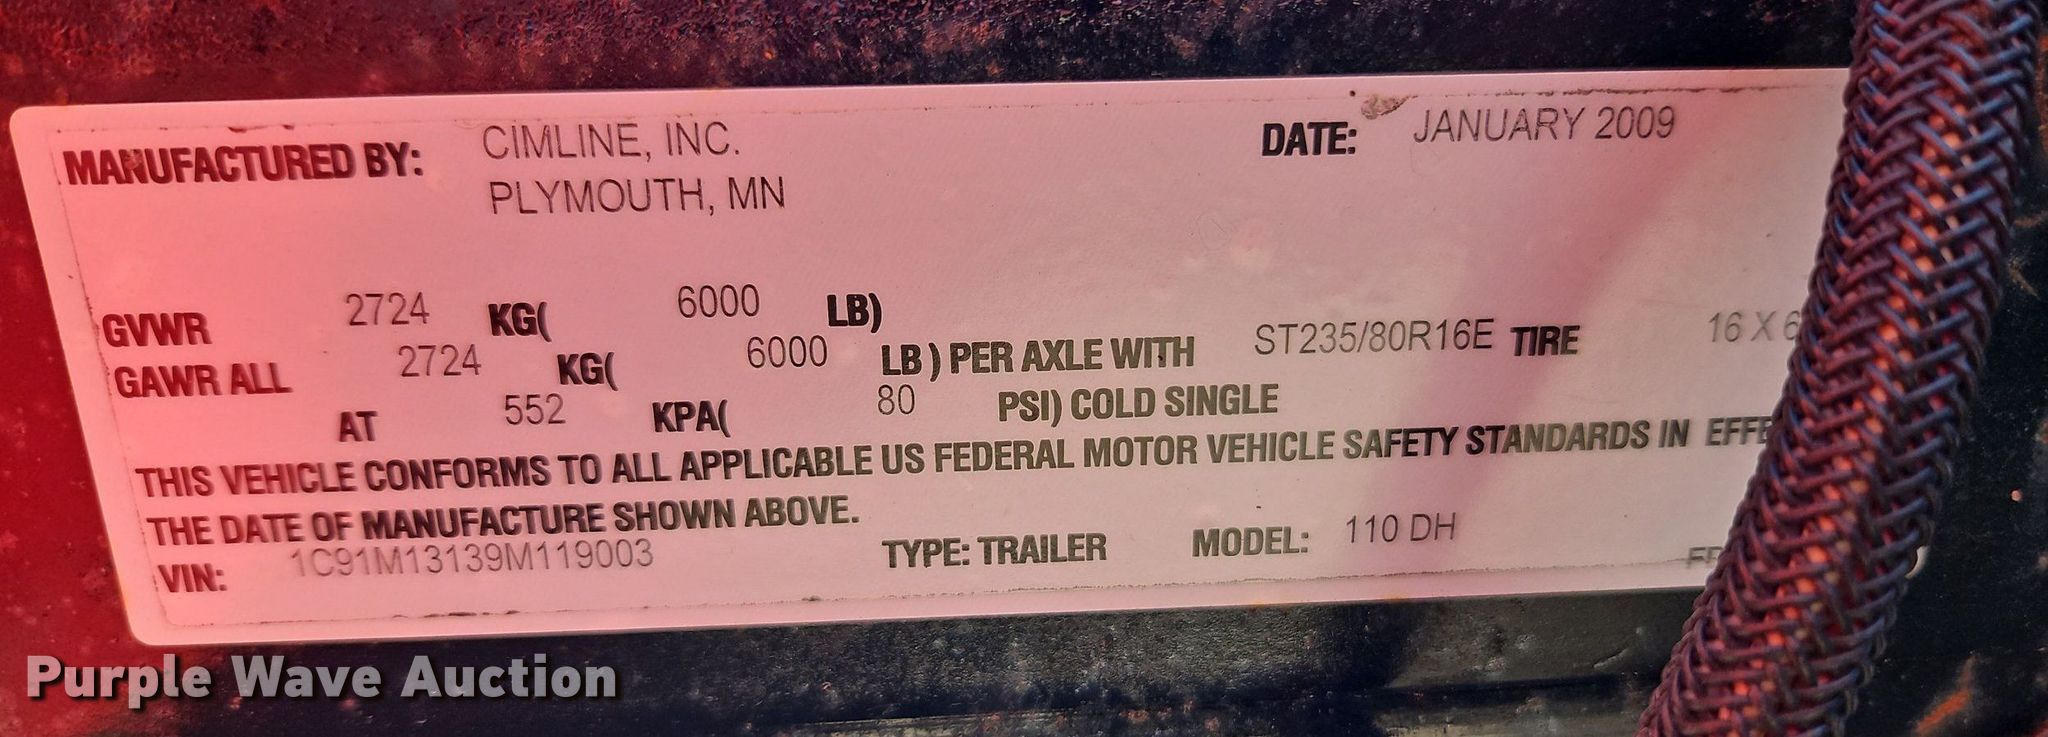 MANUFACTURED BY: CIMLINE, INC. DATE: JANUARY 2009
PLYMOUTH, MN
GVWR 2724 KG( 6000 LB)
GAWR ALL 2724 KG( 6000 LB ) PER AXLE WITH ST235/80R16E TIRE 16 X 6
AT 552 KPA( 80 PSI) COLD SINGLE
THIS VEHICLE CONFORMS TO ALL APPLICABLE US FEDERAL MOTOR VEHICLE SAFETY STANDARDS IN EFFE
THE DATE OF MANUFACTURE SHOWN ABOVE.
VIN: 1C91M13139M119003 TYPE: TRAILER MODEL: 110 DH
Purple Wave Auction